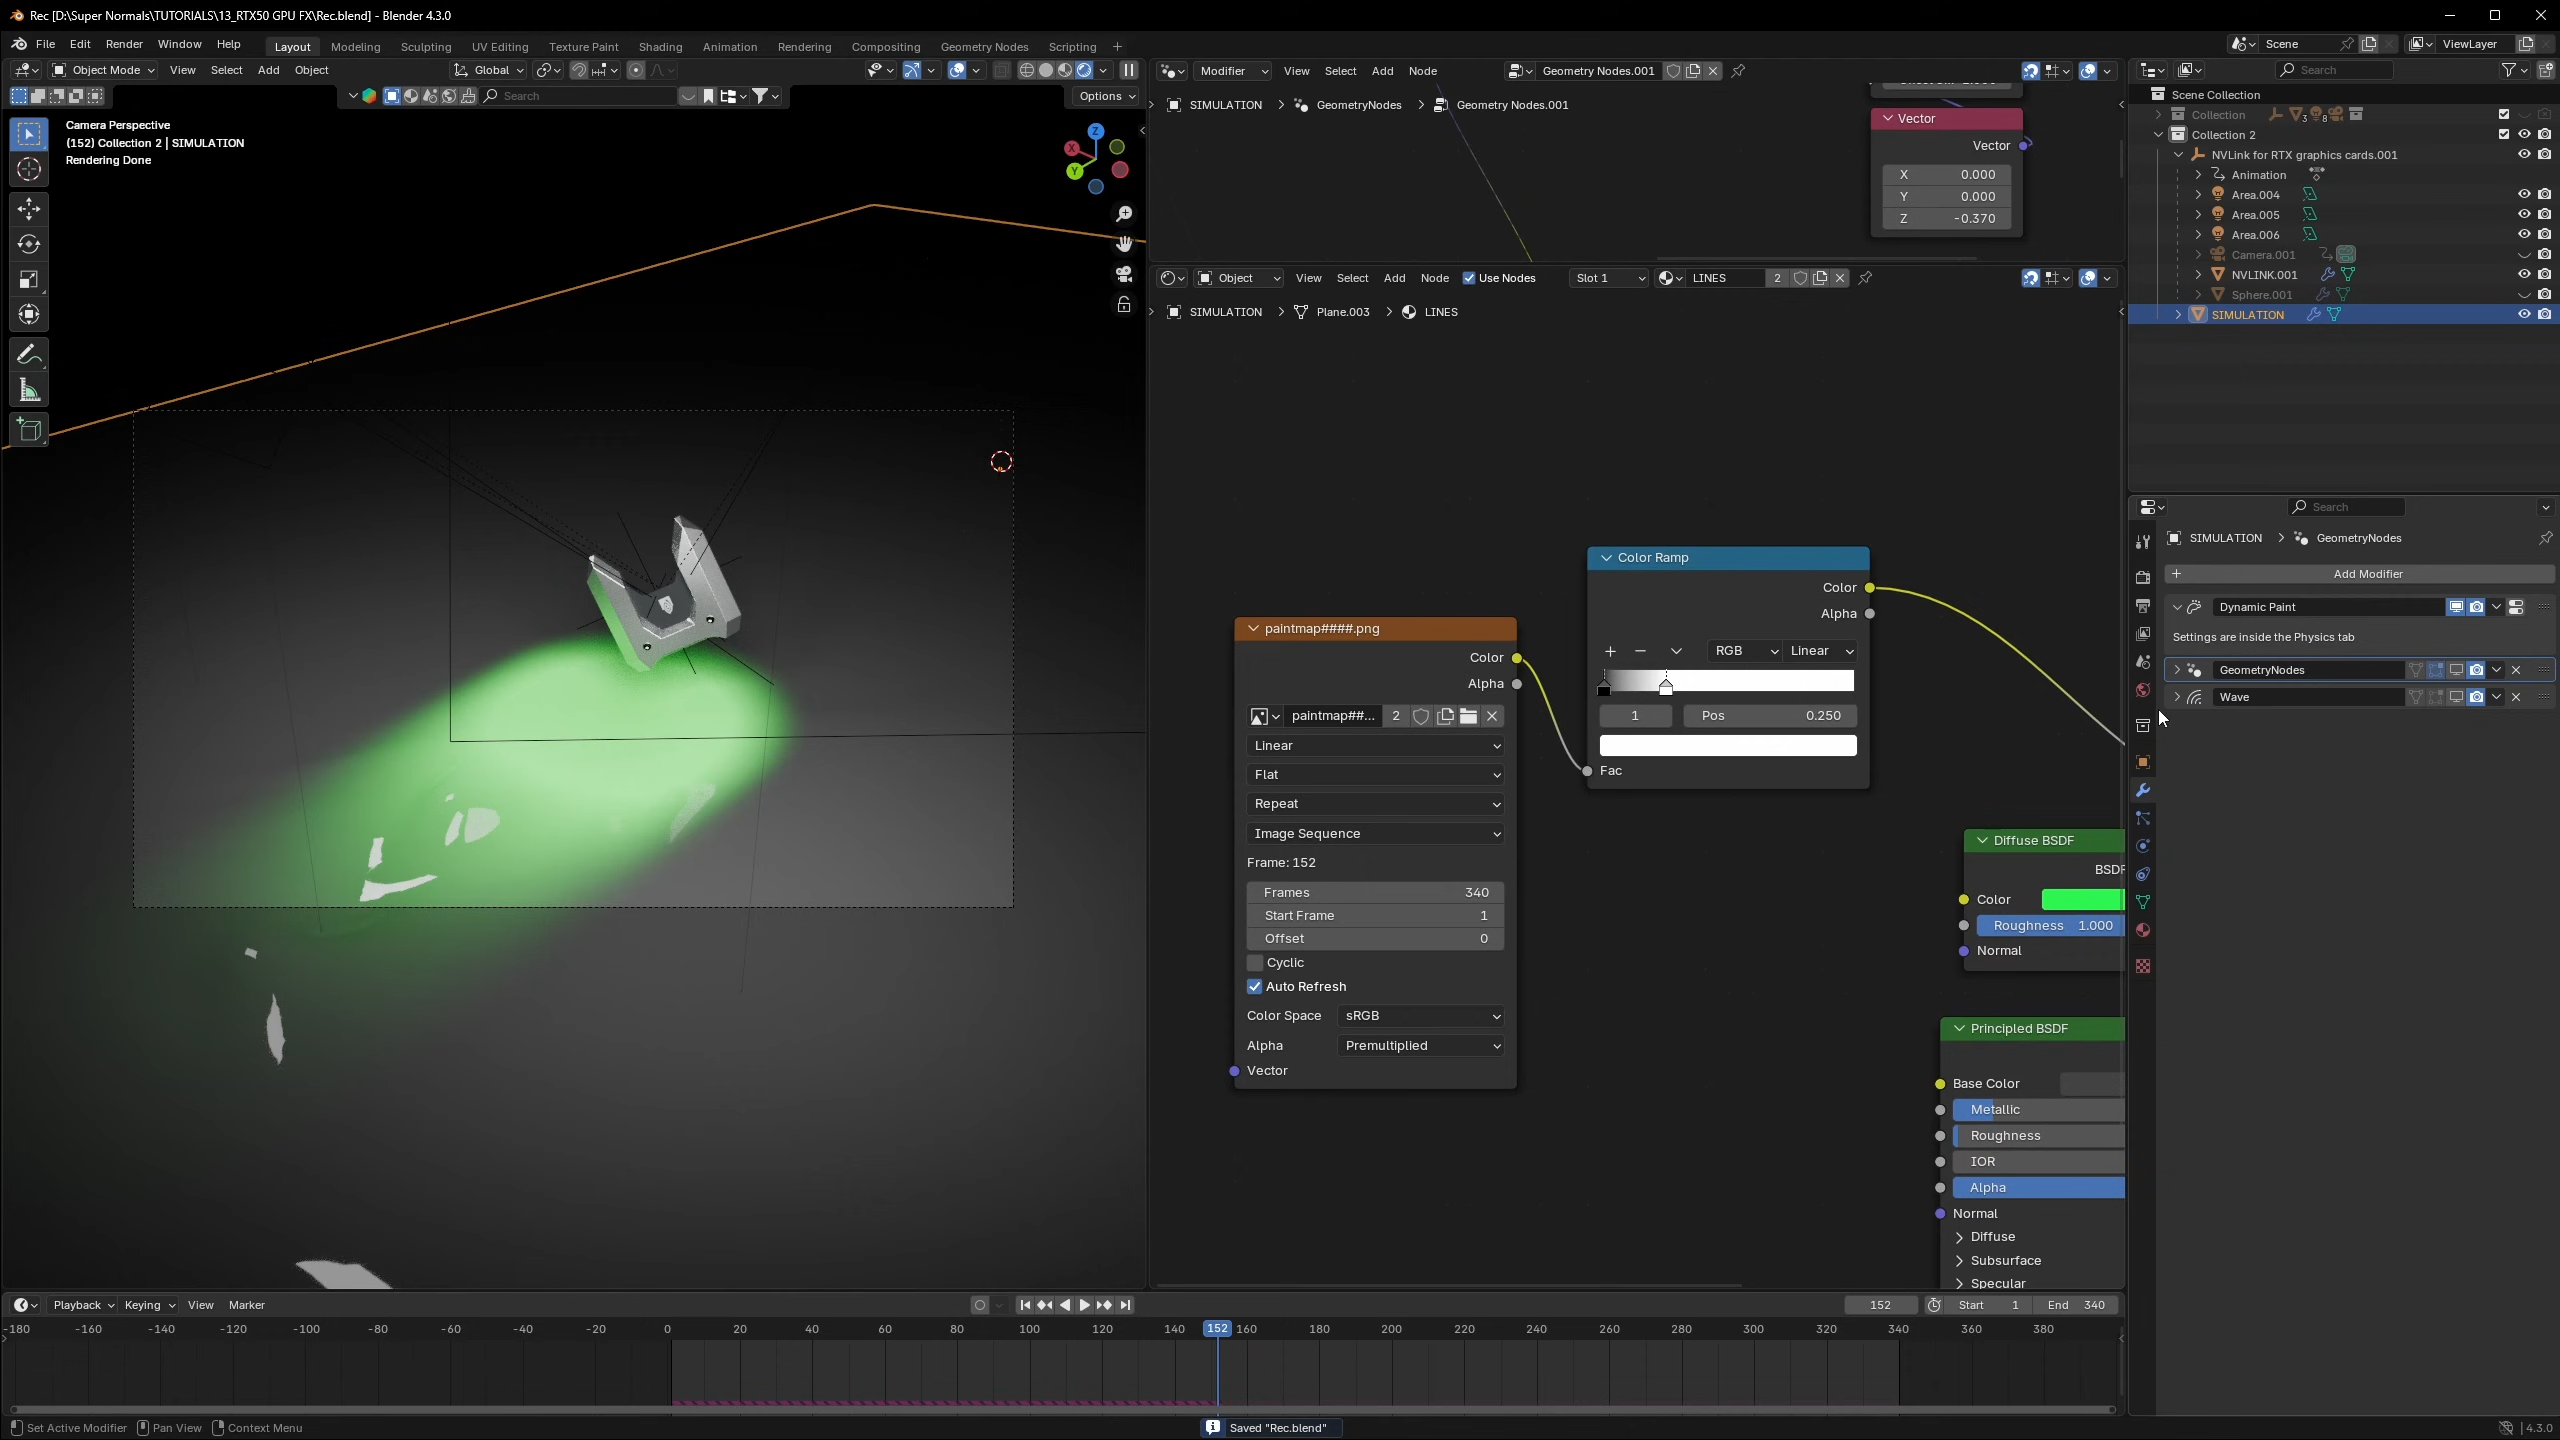 Rec [D:\Super Normals\TUTORIALS\13_RTX50 GPU FX\Rec.blend] - Blender 4.3.0
File Edit Render Window Help Layout Modeling Sculpting UV Editing Texture Paint Shading Animation Rendering Compositing Geometry Nodes Scripting + Scene ViewLayer
Object Mode View Select Add Object Global
Search Options
Camera Perspective
(152) Collection 2 | SIMULATION
Rendering Done
Z
X
Y
Modifier View Select Add Node Geometry Nodes.001
SIMULATION > GeometryNodes > Geometry Nodes.001
Vector
Vector
X 0.000
Y 0.000
Z -0.370
Object View Select Add Node Use Nodes Slot 1 LINES 2
SIMULATION > Plane.003 > LINES
paintmap####.png
Color
Alpha
paintmap##... 2
Linear
Flat
Repeat
Image Sequence
Frame: 152
Frames 340
Start Frame 1
Offset 0
Cyclic
Auto Refresh
Color Space sRGB
Alpha Premultiplied
Vector
Color Ramp
Color
Alpha
RGB Linear
1 Pos 0.250
Fac
Diffuse BSDF
BSDF
Color
Roughness 1.000
Normal
Principled BSDF
Base Color
Metallic
Roughness
IOR
Alpha
Normal
Diffuse
Subsurface
Specular
Search
Scene Collection
Collection 3 8
Collection 2
NVLink for RTX graphics cards.001
Animation
Area.004
Area.005
Area.006
Camera.001
NVLINK.001
Sphere.001
SIMULATION
Search
SIMULATION > GeometryNodes
+ Add Modifier
Dynamic Paint
Settings are inside the Physics tab
GeometryNodes
Wave
Playback Keying View Marker 152 Start 1 End 340
-180 -160 -140 -120 -100 -80 -60 -40 -20 0 20 40 60 80 100 120 140 152 160 180 200 220 240 260 280 300 320 340 360 380
Set Active Modifier Pan View Context Menu Saved "Rec.blend" 4.3.0